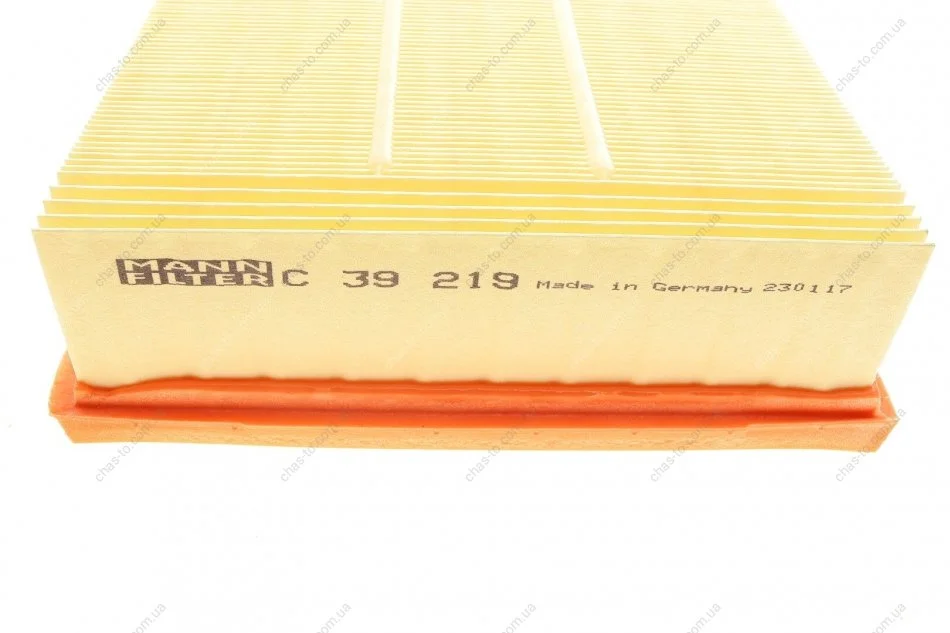 MANN
FILTER C 39 219 Made in Germany 230117
chas-to.com.ua